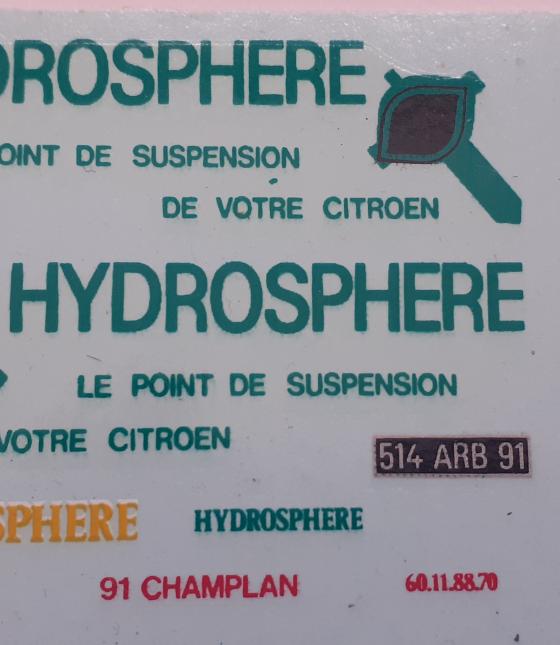 DROSPHERE
OINT DE SUSPENSION
DE VOTRE CITROEN
HYDROSPHERE
LE POINT DE SUSPENSION
VOTRE CITROEN
514 ARB 91
SPHERE HYDROSPHERE
91 CHAMPLAN 60.11.88.70